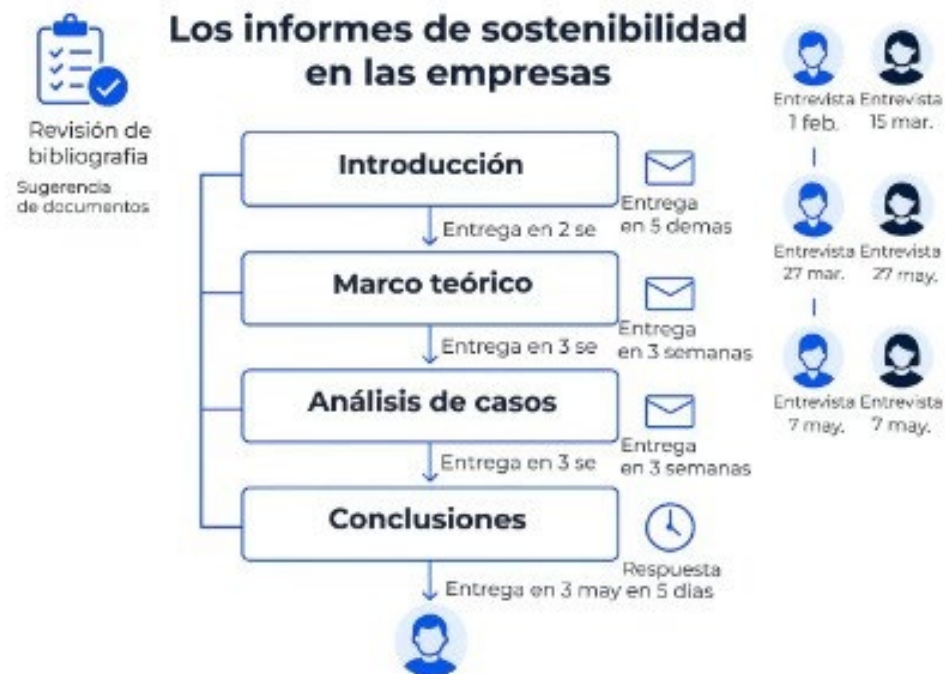 Los informes de sostenibilidad
en las empresas
Revisión de
bibliografia
Sugerencia
de documentos
Introducción
Entrega en 2 se
Entrega
en 5 demas
Marco teórico
Entrega en 3 se
Entrega
en 3 semanas
Análisis de casos
Entrega en 3 se
Entrega
en 3 semanas
Conclusiones
Respuesta
Entrega en 3 may en 5 dias
Entrevista
1 feb.
Entrevista
15 mar.
Entrevista
27 mar.
Entrevista
27 may.
Entrevista
7 may.
Entrevista
7 may.